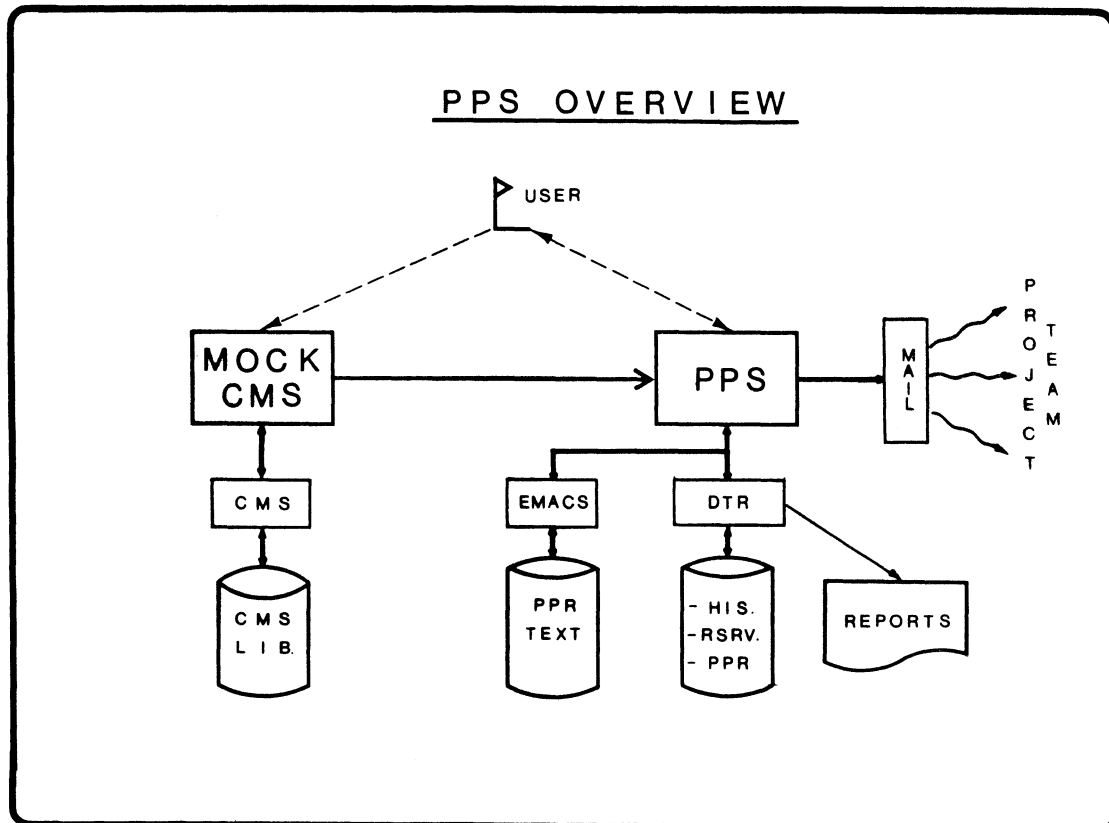 PPS OVERVIEW
USER
MOCK
CMS
PPS
MAIL
PROJECT
TEAM
CMS
EMACS
DTR
CMS
LIB.
PPR
TEXT
- HIS.
-RSRV.
- PPR
REPORTS